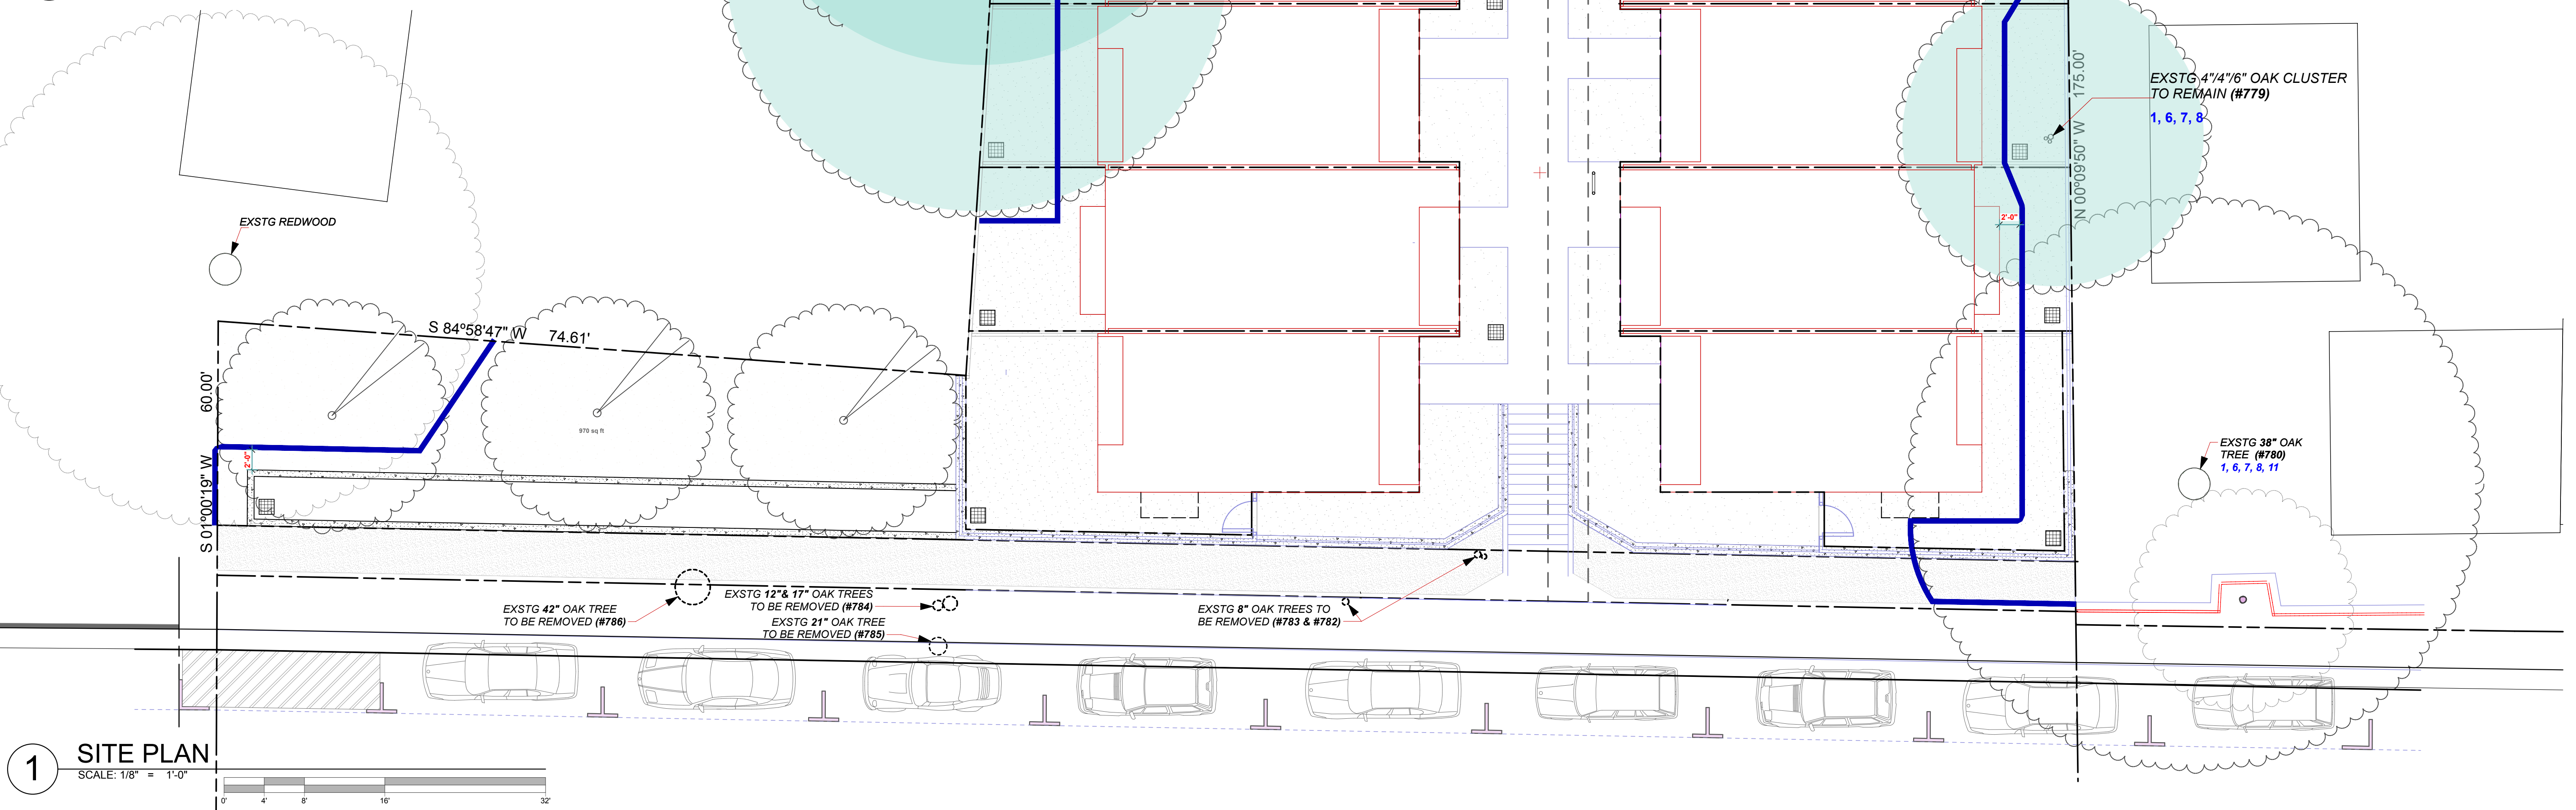 175.00'
N 00°09'50" W
EXSTG 4"/4"/6" OAK CLUSTER
TO REMAIN (#779)
1, 6, 7, 8
2'-0"
EXSTG REDWOOD
S 84°58'47" W 74.61'
60.00'
S 01°00'19" W
2'-0"
970 sq ft
EXSTG 38" OAK
TREE (#780)
1, 6, 7, 8, 11
EXSTG 42" OAK TREE
TO BE REMOVED (#786)
EXSTG 12"& 17" OAK TREES
TO BE REMOVED (#784)
EXSTG 21" OAK TREE
TO BE REMOVED (#785)
EXSTG 8" OAK TREES TO
BE REMOVED (#783 & #782)
1
SITE PLAN
SCALE: 1/8" = 1'-0"
0' 4' 8' 16' 32'